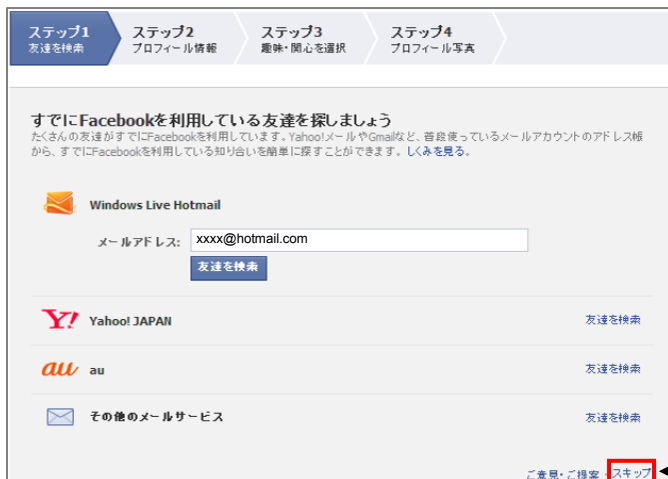 ステップ1 ステップ2 ステップ3 ステップ4
友達を検索 プロフィール情報 趣味・関心を選択 プロフィール写真
すでにFacebookを利用している友達を探しましょう
たくさんの友達がすでにFacebookを利用しています。Yahoo!メールやGmailなど、普段使っているメールアカウントのアドレス帳
から、すでにFacebookを利用している知り合いを簡単に探すことができます。しくみを見る。
Windows Live Hotmail
メールアドレス: xxxx@hotmail.com
友達を検索
Y! Yahoo! JAPAN 友達を検索
au au 友達を検索
その他のメールサービス 友達を検索
ご意見・ご提案 · スキップ